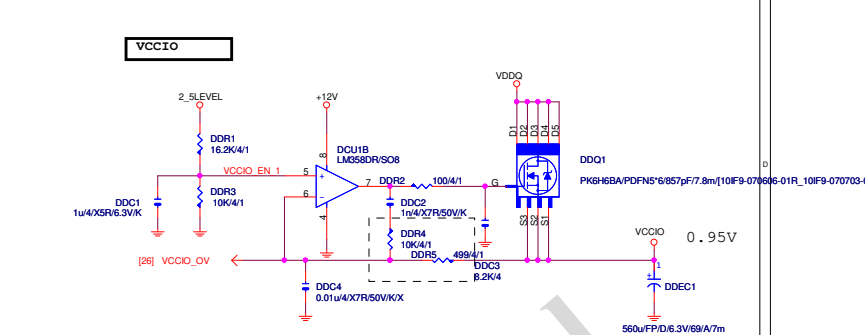 VCCIO
2_5LEVEL
+12V
VDDQ
DDR1
16.2K/4/1
DCU1B
LM358DR/SO8
D1
D2
D3
D4
D5
DDQ1
PK6H6BA/PDFN5*6/857pF/7.8m/[10IF9-070606-01R_10IF9-070703-0
D
VCCIO_EN_1
5
+
8
7
DDR2
100/4/1
G
6
-
4
DDR3
10K/4/1
DDC1
1u/4/X5R/6.3V/K
DDC2
1n/4/X7R/50V/K
S3
S2
S1
DDR4
10K/4/1
DDR5
499/4/1
VCCIO
0.95V
[26] VCCIO_OV
DDC3
8.2K/4
DDC4
0.01u/4/X7R/50V/K/X
1
+
DDEC1
560u/FP/D/6.3V/69/A/7m